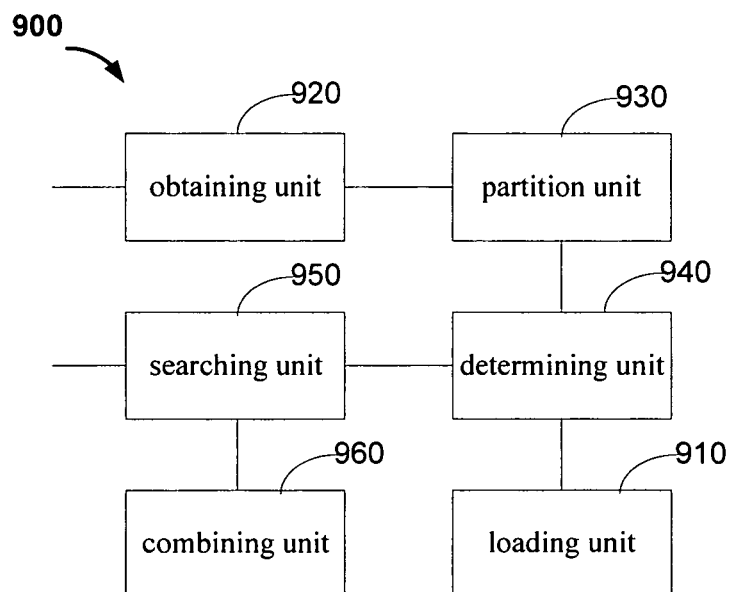 900
920
930
obtaining unit
partition unit
950
940
searching unit
determining unit
960
910
combining unit
loading unit